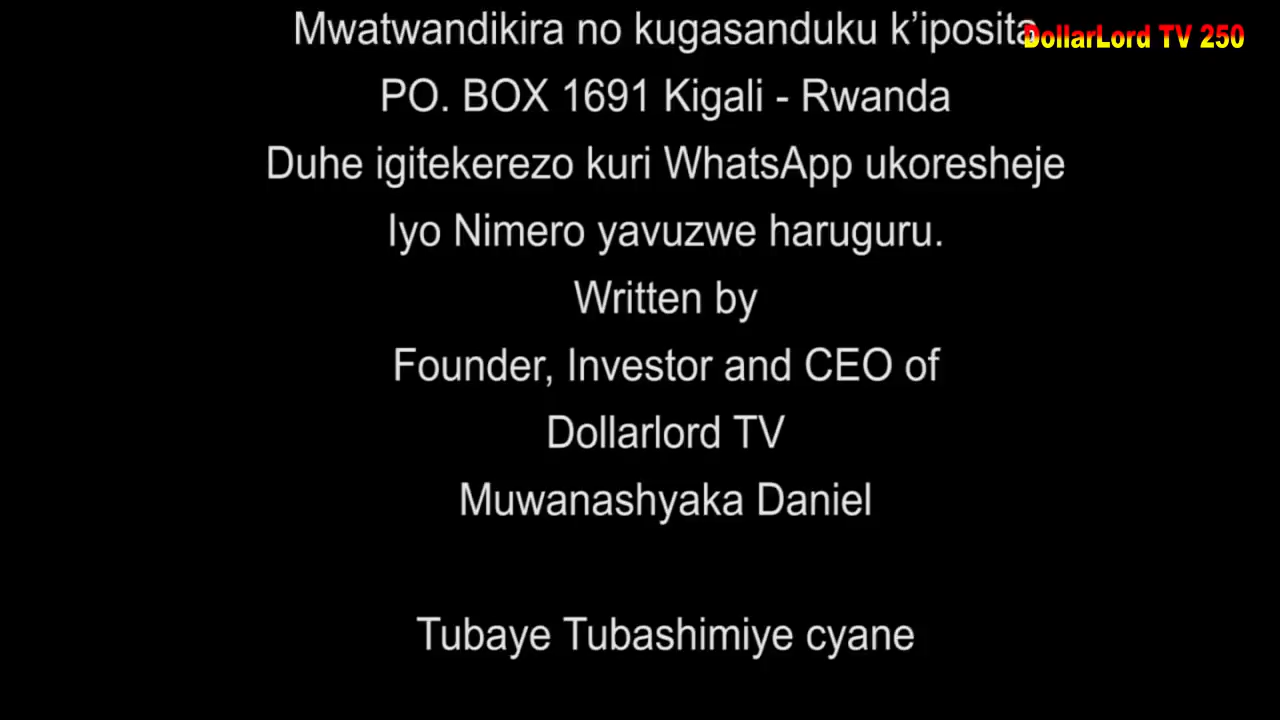 Mwatwandikira no kugasanduku k’iposita
DollarLord TV 250
PO. BOX 1691 Kigali - Rwanda
Duhe igitekerezo kuri WhatsApp ukoresheje
Iyo Nimero yavuzwe haruguru.
Written by
Founder, Investor and CEO of
Dollarlord TV
Muwanashyaka Daniel
Tubaye Tubashimiye cyane